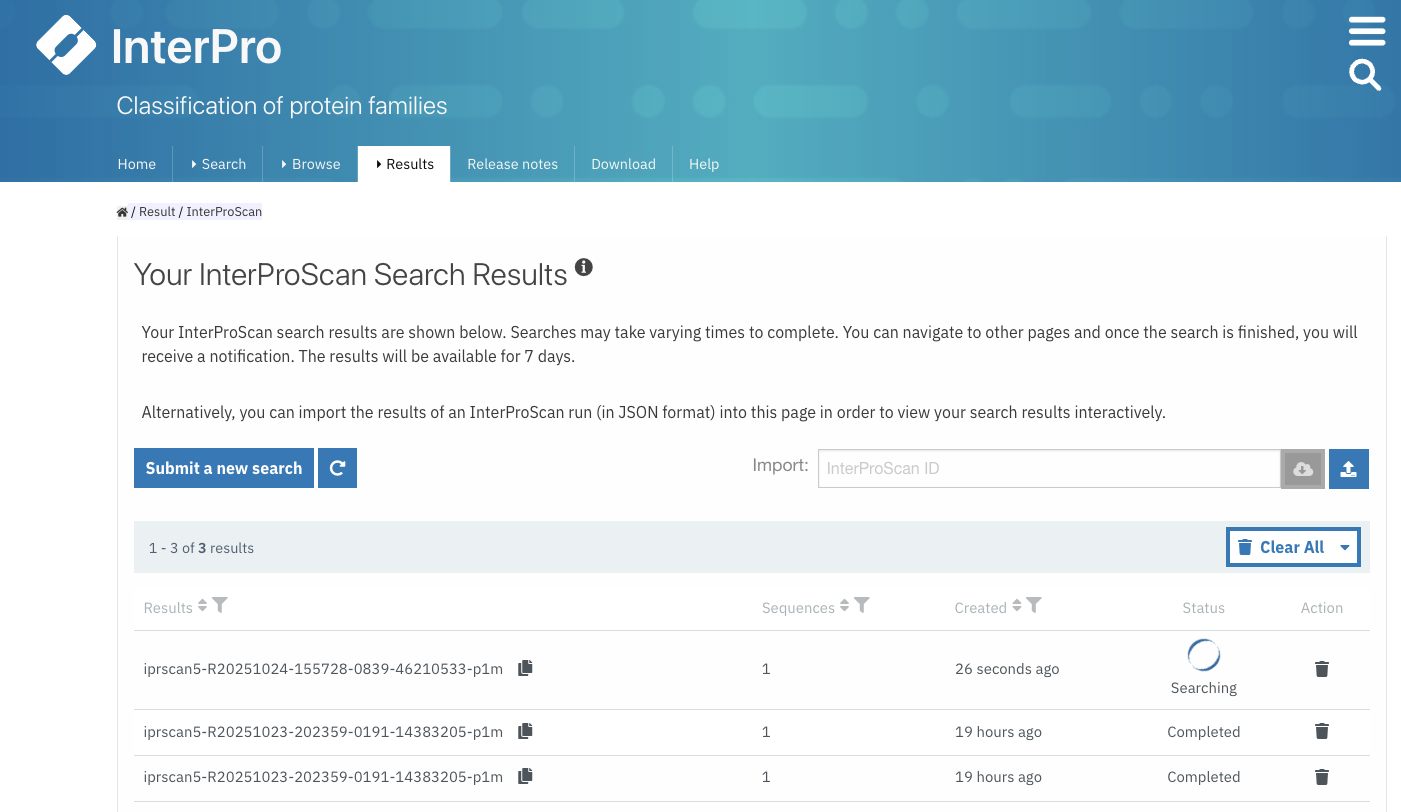 InterPro
Classification of protein families
Home Search Browse Results Release notes Download Help
/ Result / InterProScan
Your InterProScan Search Results
Your InterProScan search results are shown below. Searches may take varying times to complete. You can navigate to other pages and once the search is finished, you will
receive a notification. The results will be available for 7 days.
Alternatively, you can import the results of an InterProScan run (in JSON format) into this page in order to view your search results interactively.
Submit a new search Import: InterProScan ID
1 - 3 of 3 results Clear All
Results Sequences Created Status Action
iprscan5-R20251024-155728-0839-46210533-p1m 1 26 seconds ago Searching
iprscan5-R20251023-202359-0191-14383205-p1m 1 19 hours ago Completed
iprscan5-R20251023-202359-0191-14383205-p1m 1 19 hours ago Completed